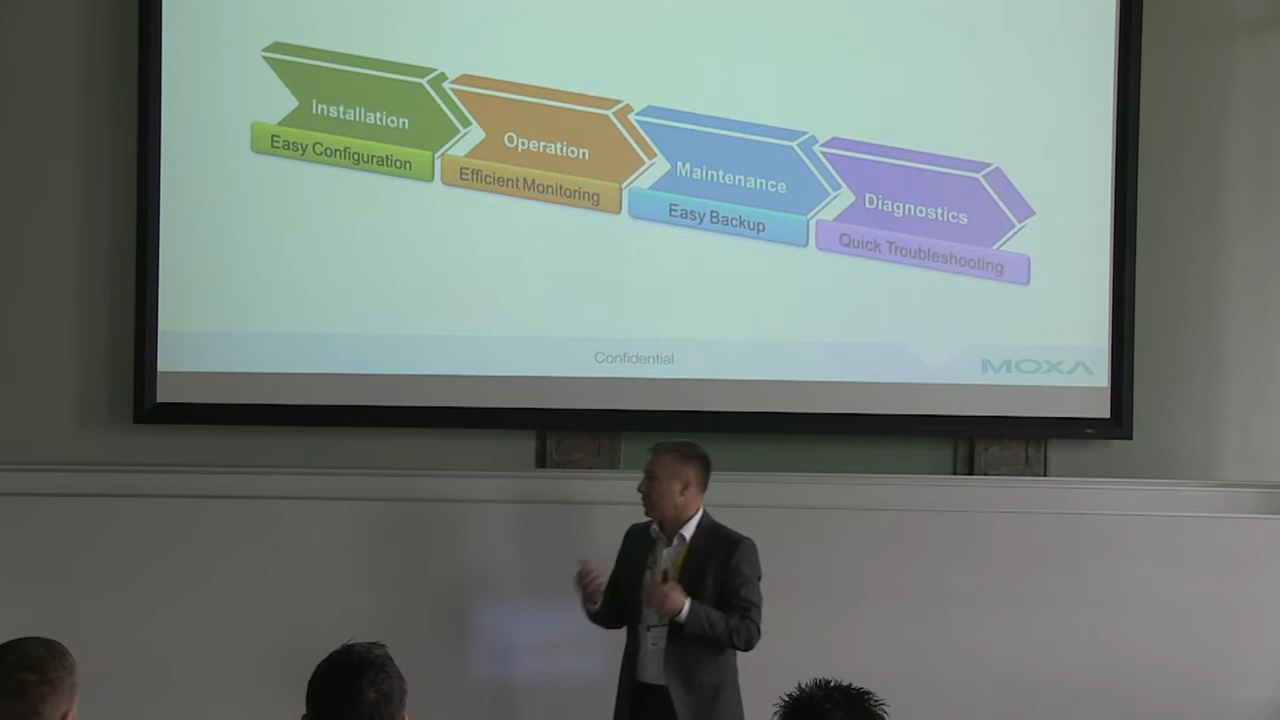 Installation
Easy Configuration
Operation
Efficient Monitoring
Maintenance
Easy Backup
Diagnostics
Quick Troubleshooting
Confidential
MOXA